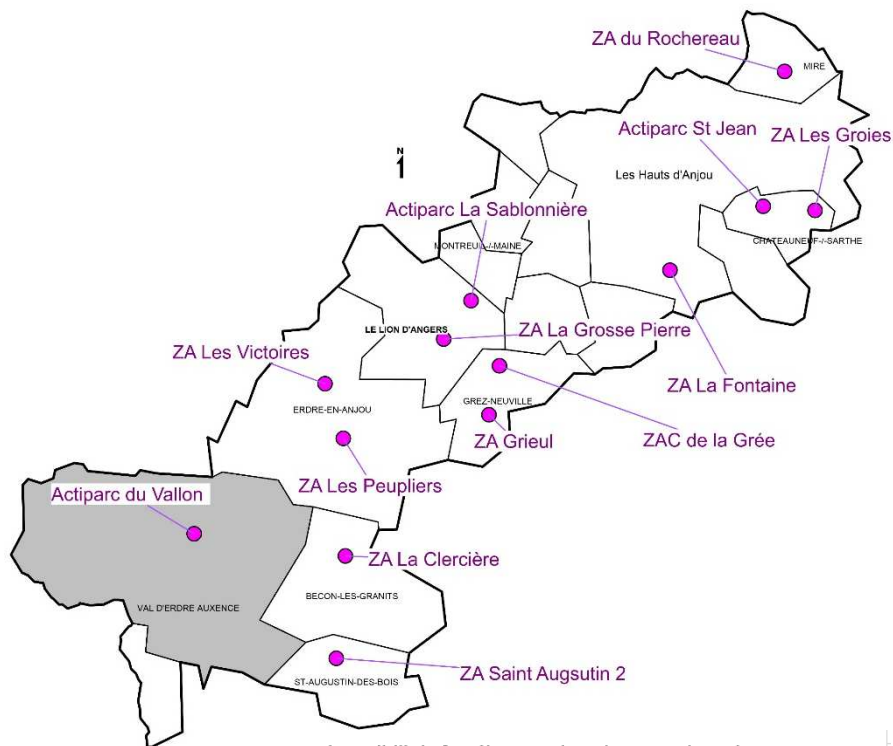 ZA du Rochereau
MIRE
Actiparc St Jean
ZA Les Groies
N
Les Hauts d'Anjou
Actiparc La Sablonnière
MONTREUIL-/-MAINE
CHATEAUNEUF-/-SARTHE
LE LION D'ANGERS
ZA La Grosse Pierre
ZA Les Victoires
ZA La Fontaine
GREZ-NEUVILLE
ERDRE-EN-ANJOU
ZA Grieul
ZAC de la Grée
ZA Les Peupliers
Actiparc du Vallon
ZA La Clercière
BECON-LES-GRANITS
VAL D'ERDRE AUXENCE
ZA Saint Augsutin 2
ST-AUGUSTIN-DES-BOIS